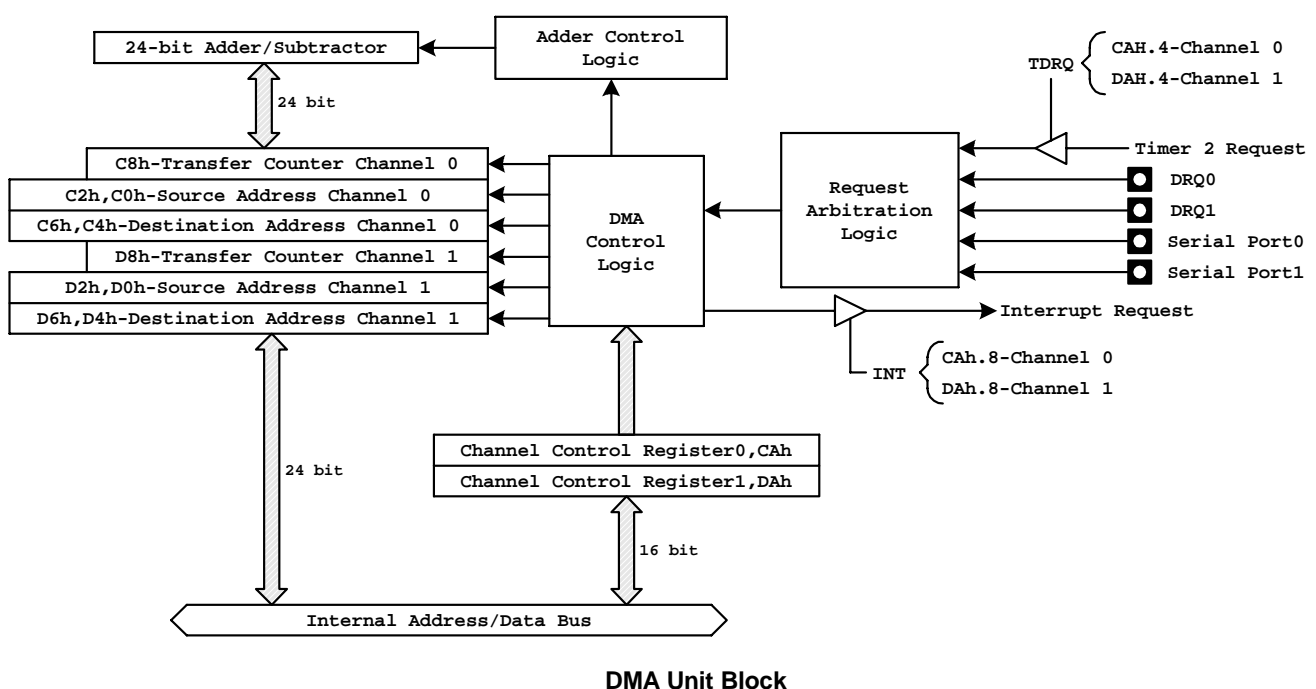 24-bit Adder/Subtractor
Adder Control
Logic
24 bit
TDRQ
CAH.4-Channel 0
DAH.4-Channel 1
C8h-Transfer Counter Channel 0
C2h,C0h-Source Address Channel 0
C6h,C4h-Destination Address Channel 0
D8h-Transfer Counter Channel 1
D2h,D0h-Source Address Channel 1
D6h,D4h-Destination Address Channel 1
DMA
Control
Logic
Request
Arbitration
Logic
Timer 2 Request
DRQ0
DRQ1
Serial Port0
Serial Port1
Interrupt Request
INT
CAh.8-Channel 0
DAh.8-Channel 1
Channel Control Register0,CAh
Channel Control Register1,DAh
24 bit
16 bit
Internal Address/Data Bus
DMA Unit Block